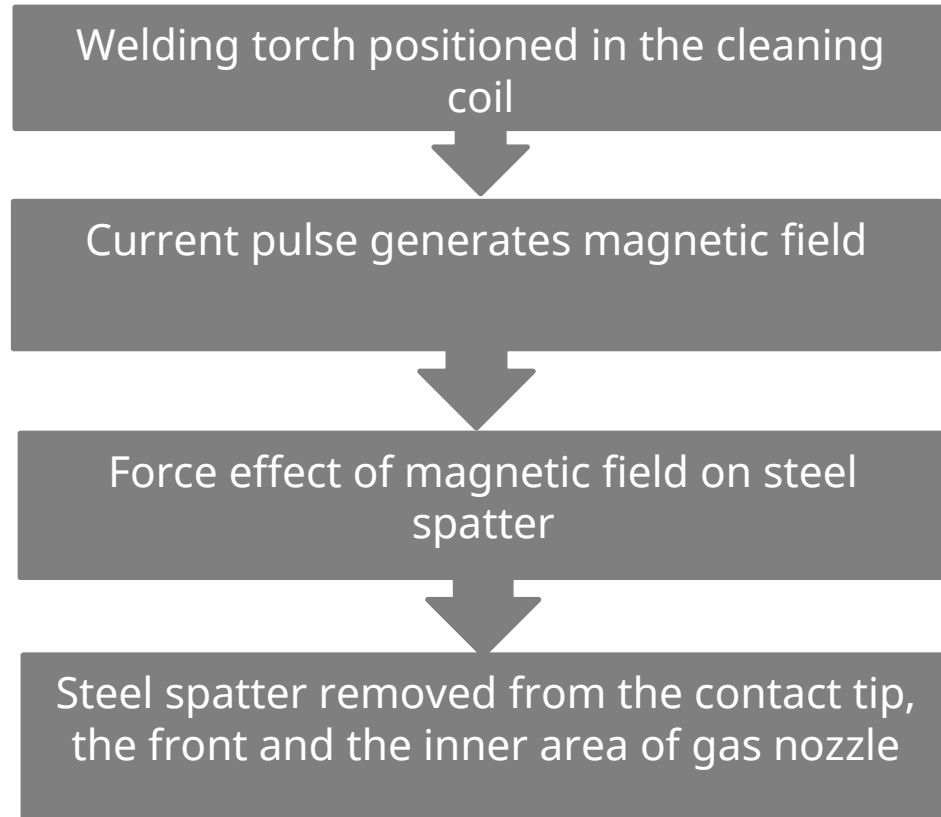 Welding torch positioned in the cleaning
coil
Current pulse generates magnetic field
Force effect of magnetic field on steel
spatter
Steel spatter removed from the contact tip,
the front and the inner area of gas nozzle